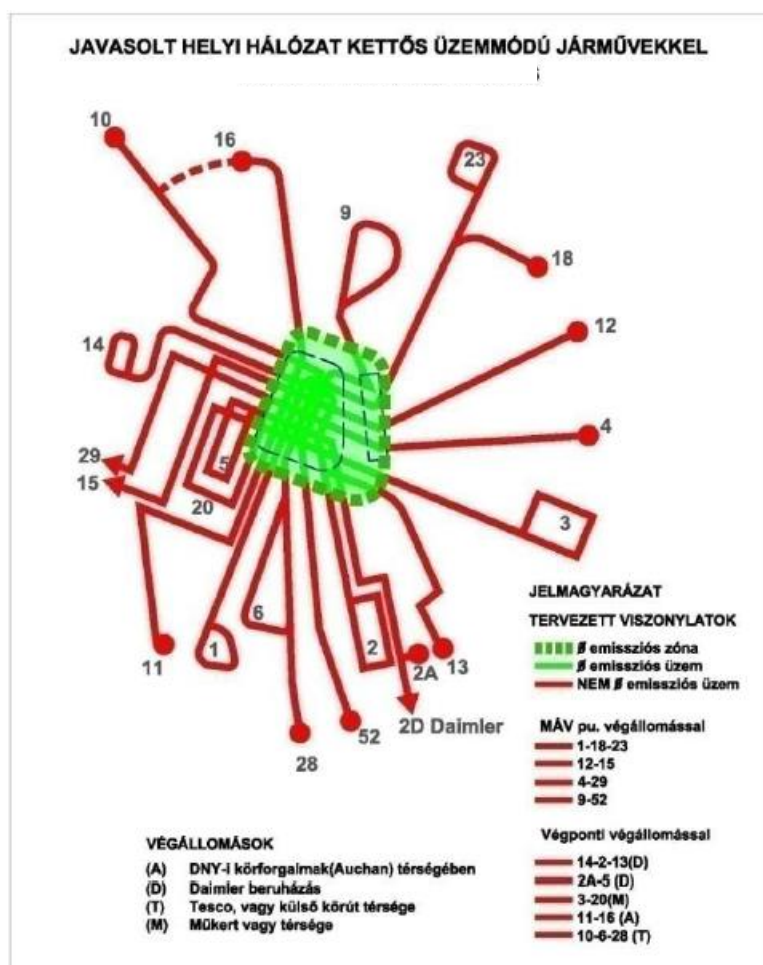 JAVASOLT HELYI HÁLÓZAT KETTŐS ÜZEMMÓDÚ JÁRMŰVEKKEL
10
16
23
9
18
12
14
4
29
15
5
20
3
6
1
2
11
2A
13
2D Daimler
52
28
JELMAGYARÁZAT
TERVEZETT VISZONYLATOK
Ø emissziós zóna
Ø emissziós üzem
NEM Ø emissziós üzem
MÁV pu. végállomással
1-18-23
12-15
4-29
9-52
Végponti végállomással
14-2-13(D)
2A-5 (D)
3-20(M)
11-16 (A)
10-6-28 (T)
VÉGÁLLOMÁSOK
(A) DNY-i körforgalmak(Auchan) térségében
(D) Daimler beruházás
(T) Tesco, vagy külső körút térsége
(M) Műkert vagy térsége